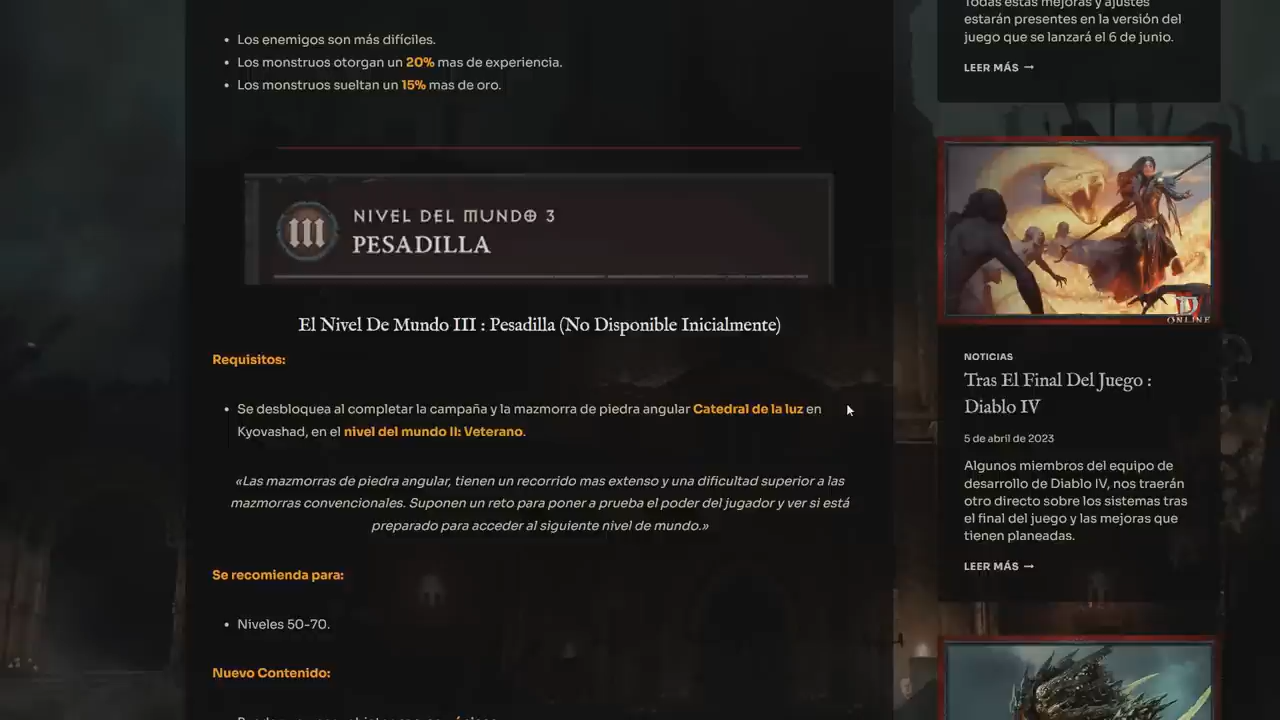 Todas estas mejoras y ajustes
estarán presentes en la versión del
juego que se lanzará el 6 de junio.
LEER MÁS →
Los enemigos son más difíciles.
Los monstruos otorgan un 20% mas de experiencia.
Los monstruos sueltan un 15% mas de oro.
III
NIVEL DEL MUNDO 3
PESADILLA
El Nivel De Mundo III : Pesadilla (No Disponible Inicialmente)
Requisitos:
Se desbloquea al completar la campaña y la mazmorra de piedra angular Catedral de la luz en
Kyovashad, en el nivel del mundo II: Veterano.
«Las mazmorras de piedra angular, tienen un recorrido mas extenso y una dificultad superior a las
mazmorras convencionales. Suponen un reto para poner a prueba el poder del jugador y ver si está
preparado para acceder al siguiente nivel de mundo.»
Se recomienda para:
Niveles 50-70.
Nuevo Contenido:
ONLINE
NOTICIAS
Tras El Final Del Juego :
Diablo IV
5 de abril de 2023
Algunos miembros del equipo de
desarrollo de Diablo IV, nos traerán
otro directo sobre los sistemas tras
el final del juego y las mejoras que
tienen planeadas.
LEER MÁS →